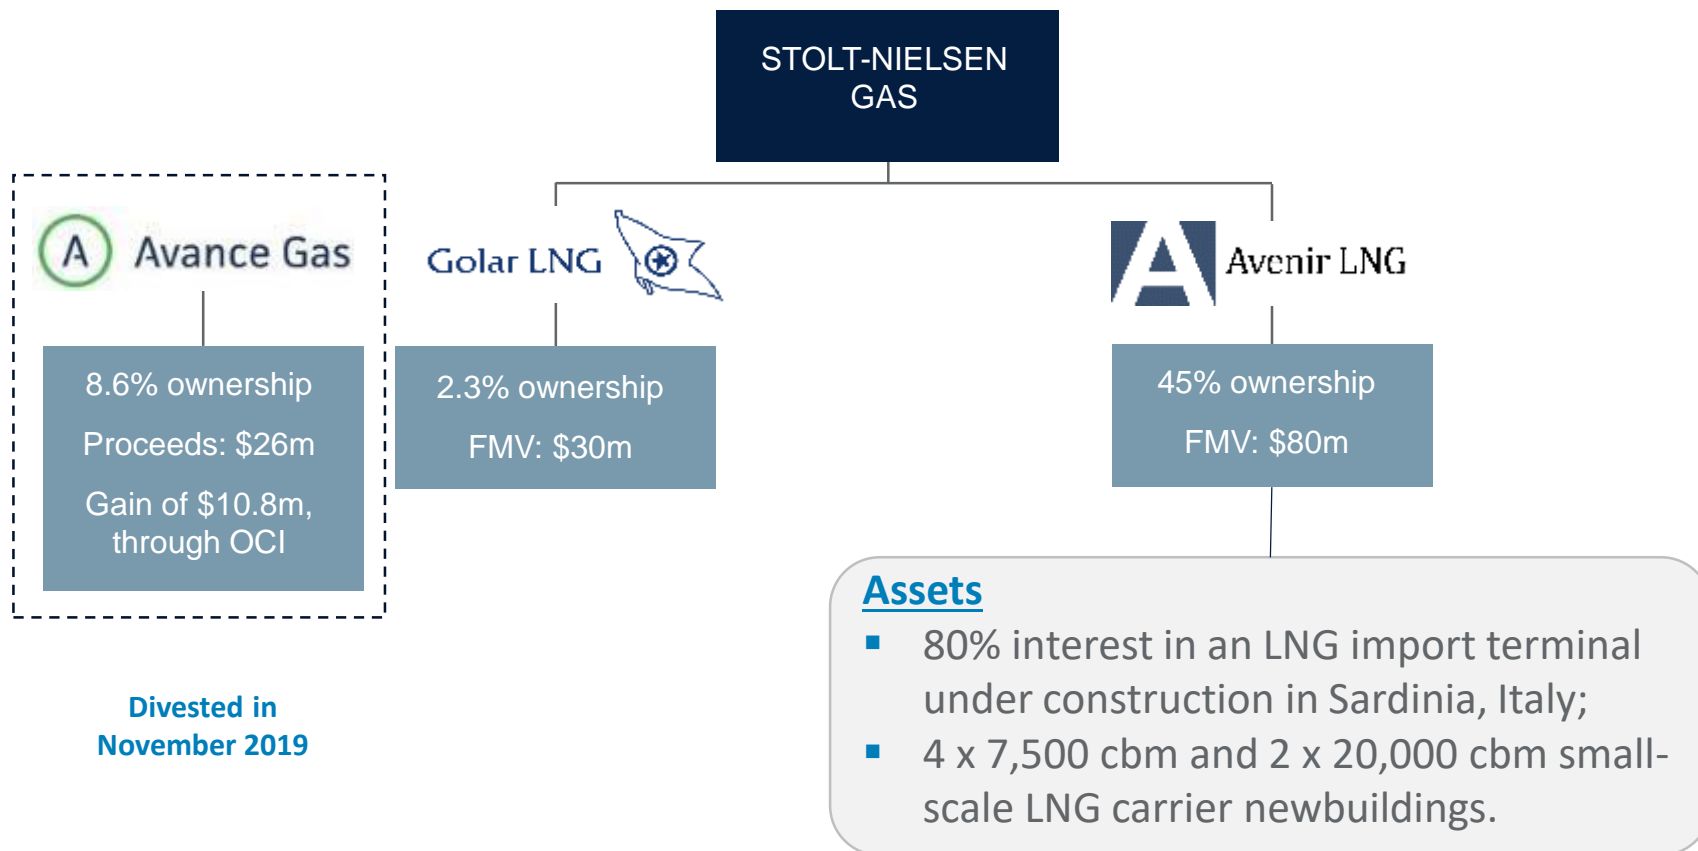 STOLT-NIELSEN
GAS
A Avance Gas
8.6% ownership
Proceeds: $26m
Gain of $10.8m,
through OCI
Divested in
November 2019
Golar LNG
2.3% ownership
FMV: $30m
A Avenir LNG
45% ownership
FMV: $80m
Assets
▪ 80% interest in an LNG import terminal
under construction in Sardinia, Italy;
▪ 4 x 7,500 cbm and 2 x 20,000 cbm small-
scale LNG carrier newbuildings.